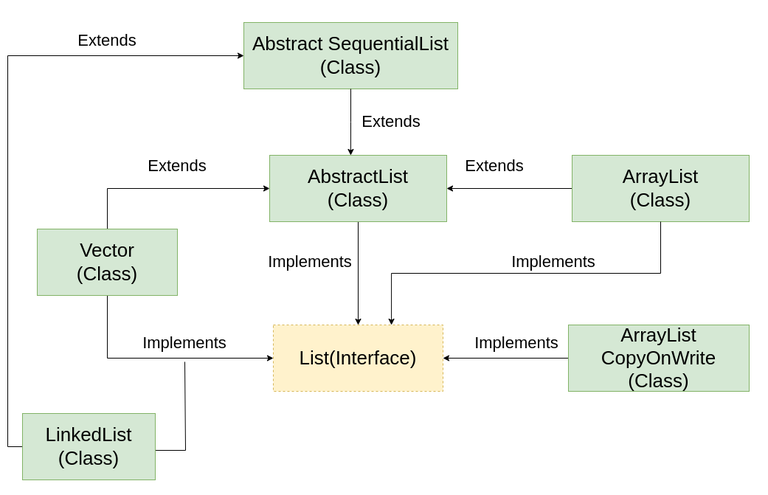 Extends
Abstract SequentialList
(Class)
Extends
Extends
AbstractList
(Class)
Extends
ArrayList
(Class)
Vector
(Class)
Implements
Implements
Implements
List(Interface)
Implements
ArrayList
CopyOnWrite
(Class)
LinkedList
(Class)